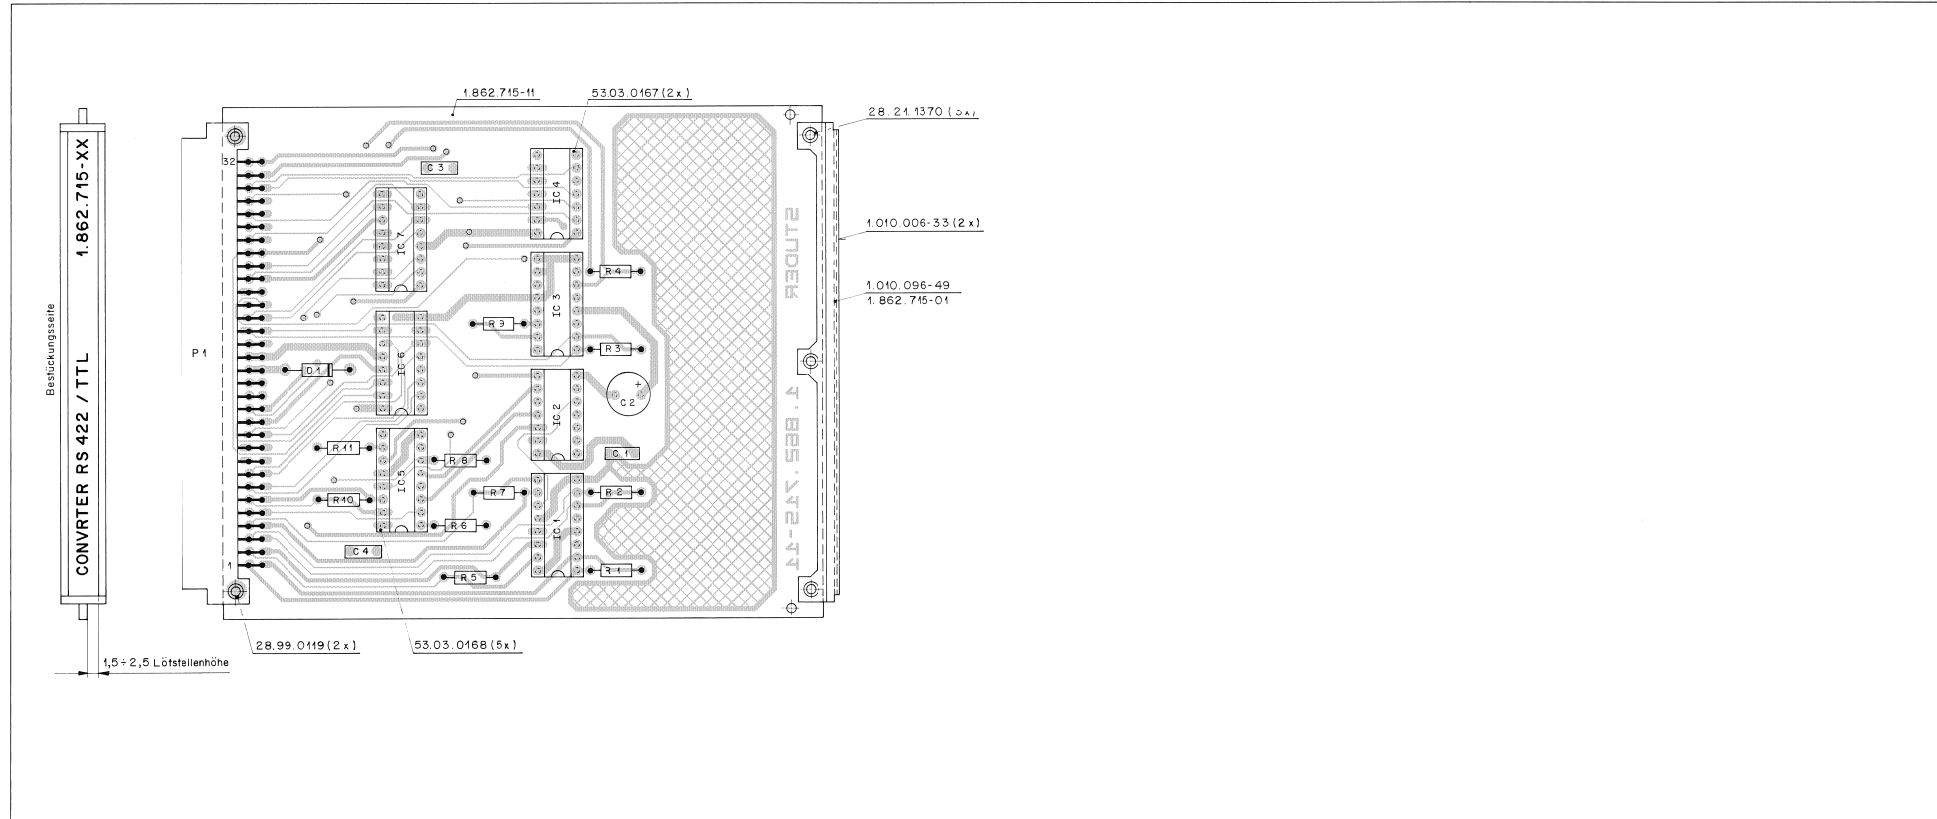 1.862.715-11
53.03.0167 (2x)
28.21.1370
1.010.006-33 (2x)
1.010.096-49
1.862.715-01
Bestückungsseite
CONVRTER RS 422 / TTL 1.862.715-XX
1,5÷2,5 Lötstellenhöhe
P1
32
1
C3
IC4
IC7
R4
IC3
R9
R3
IC6
D1
C2
+
IC2
R11
R8
C1
IC5
R10
R7
R2
R6
IC1
C4
R5
R1
STUDER
1.862.715-11
28.99.0119 (2x)
53.03.0168 (5x)